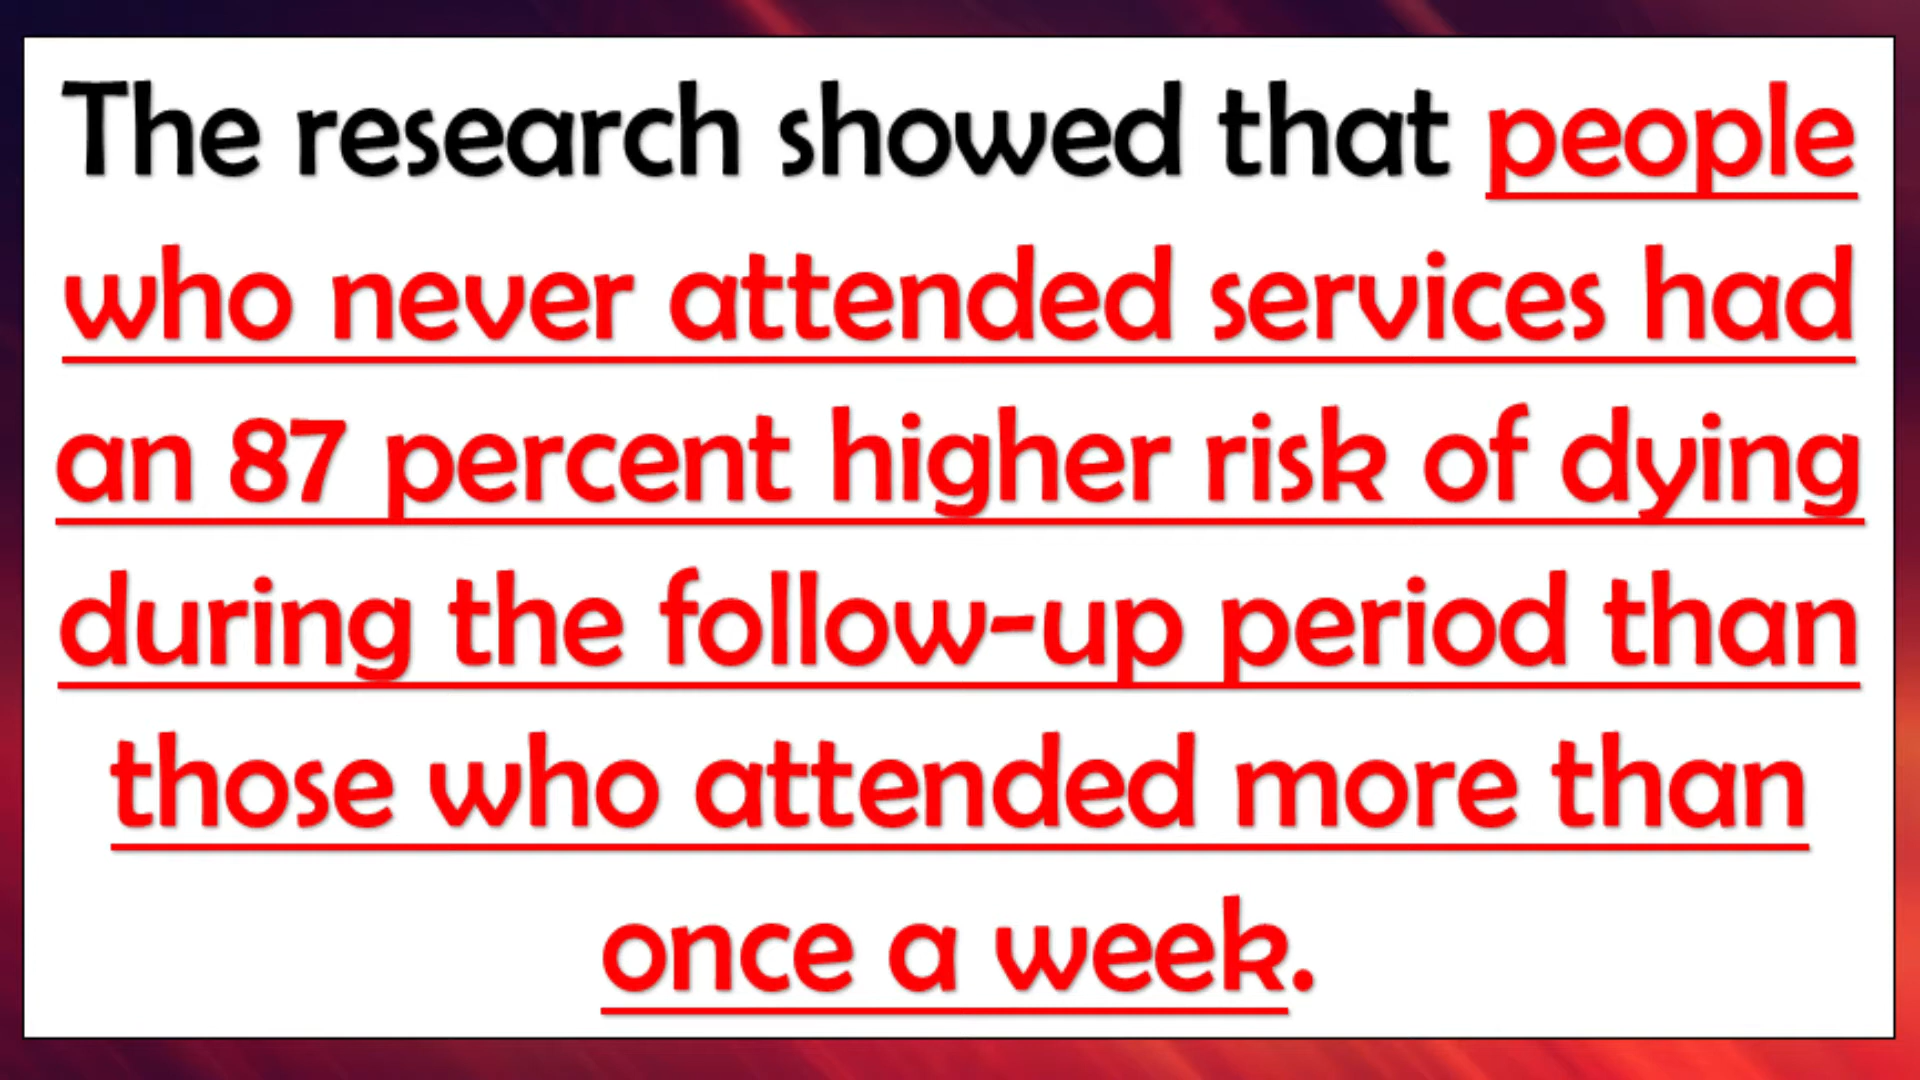 The research showed that people
who never attended services had
an 87 percent higher risk of dying
during the follow-up period than
those who attended more than
once a week.